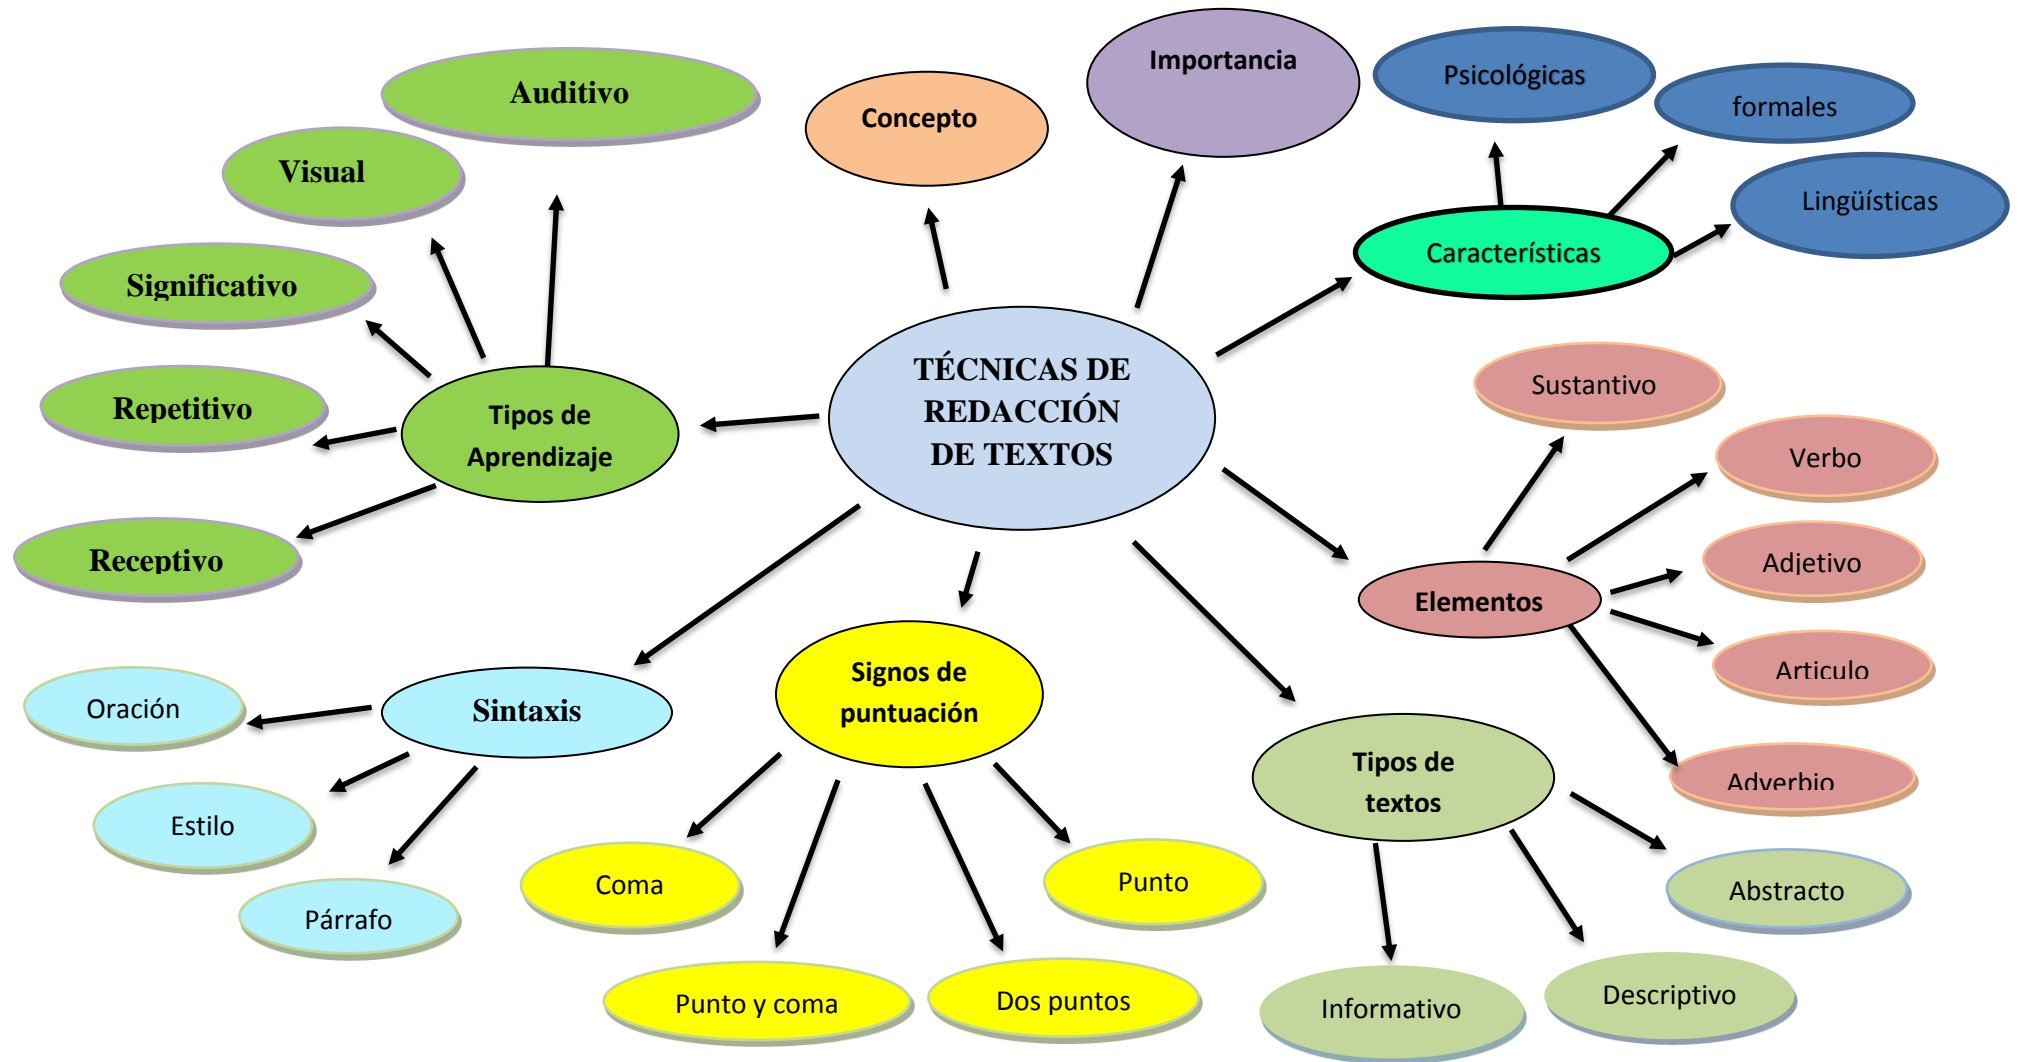 Auditivo
Visual
Significativo
Repetitivo
Receptivo
Tipos de
Aprendizaje
Concepto
Importancia
Psicológicas
formales
Lingüísticas
Características
TÉCNICAS DE
REDACCIÓN
DE TEXTOS
Sustantivo
Verbo
Adjetivo
Articulo
Adverbio
Elementos
Sintaxis
Oración
Estilo
Párrafo
Signos de
puntuación
Coma
Punto y coma
Dos puntos
Punto
Tipos de
textos
Abstracto
Descriptivo
Informativo